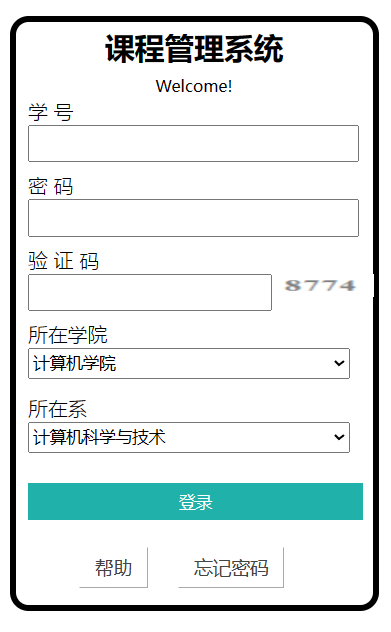 课程管理系统
Welcome!
学 号
密 码
验 证 码
8774
所在学院
计算机学院
所在系
计算机科学与技术
登录
帮助 忘记密码